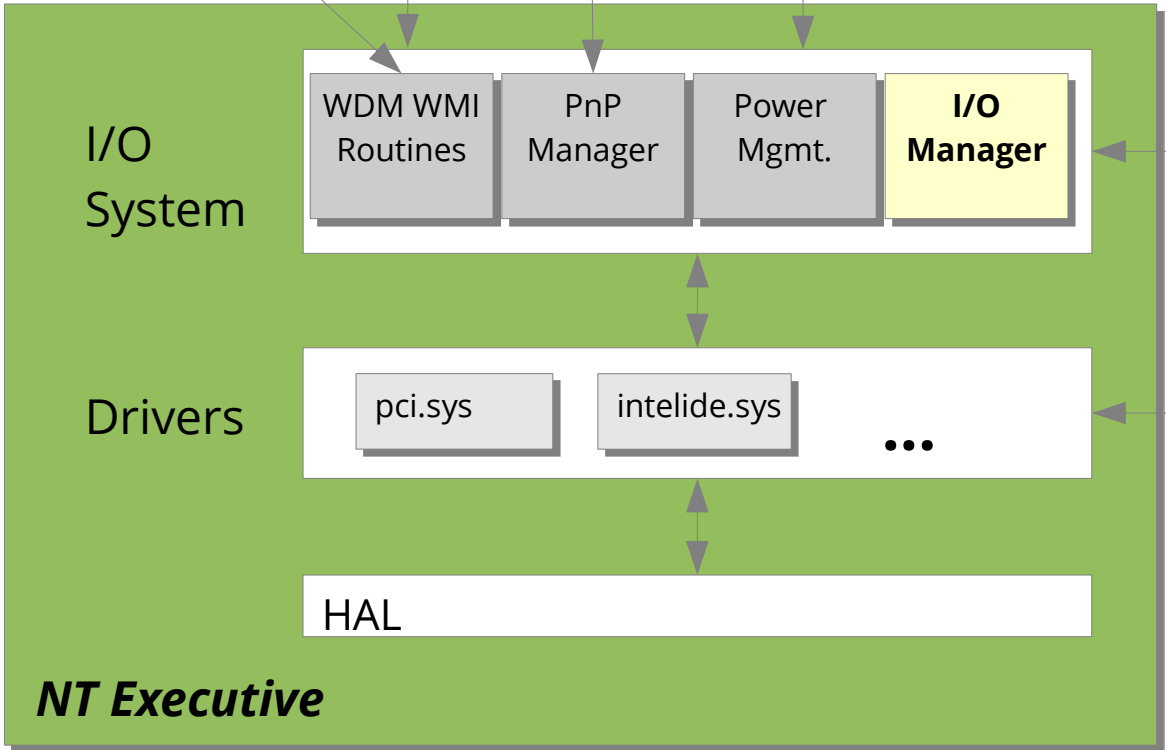 I/O
System
WDM WMI
Routines
PnP
Manager
Power
Mgmt.
I/O
Manager
Drivers
pci.sys
intelide.sys
...
HAL
NT Executive